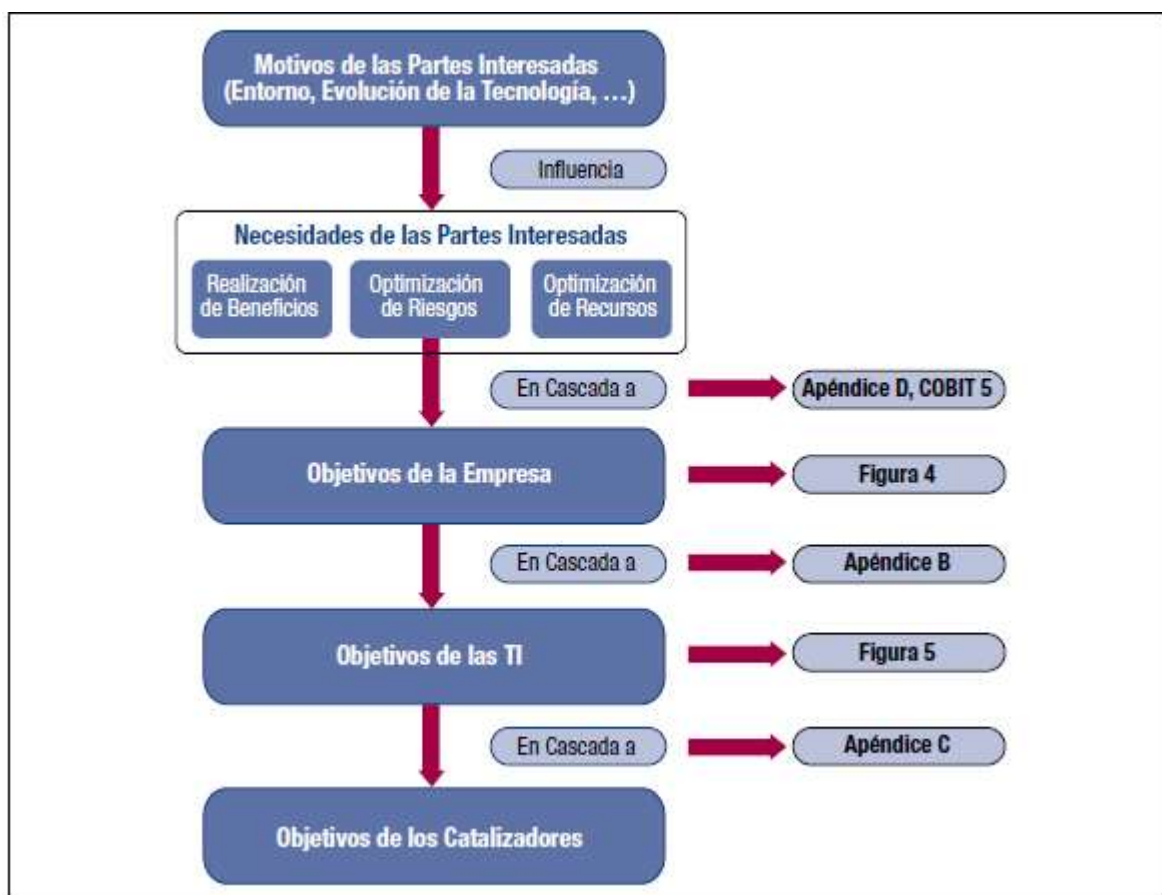 Motivos de las Partes Interesadas
(Entorno, Evolución de la Tecnología, …)
Influencia
Necesidades de las Partes Interesadas
Realización
de Beneficios
Optimización
de Riesgos
Optimización
de Recursos
En Cascada a
Apéndice D, COBIT 5
Objetivos de la Empresa
Figura 4
En Cascada a
Apéndice B
Objetivos de las TI
Figura 5
En Cascada a
Apéndice C
Objetivos de los Catalizadores